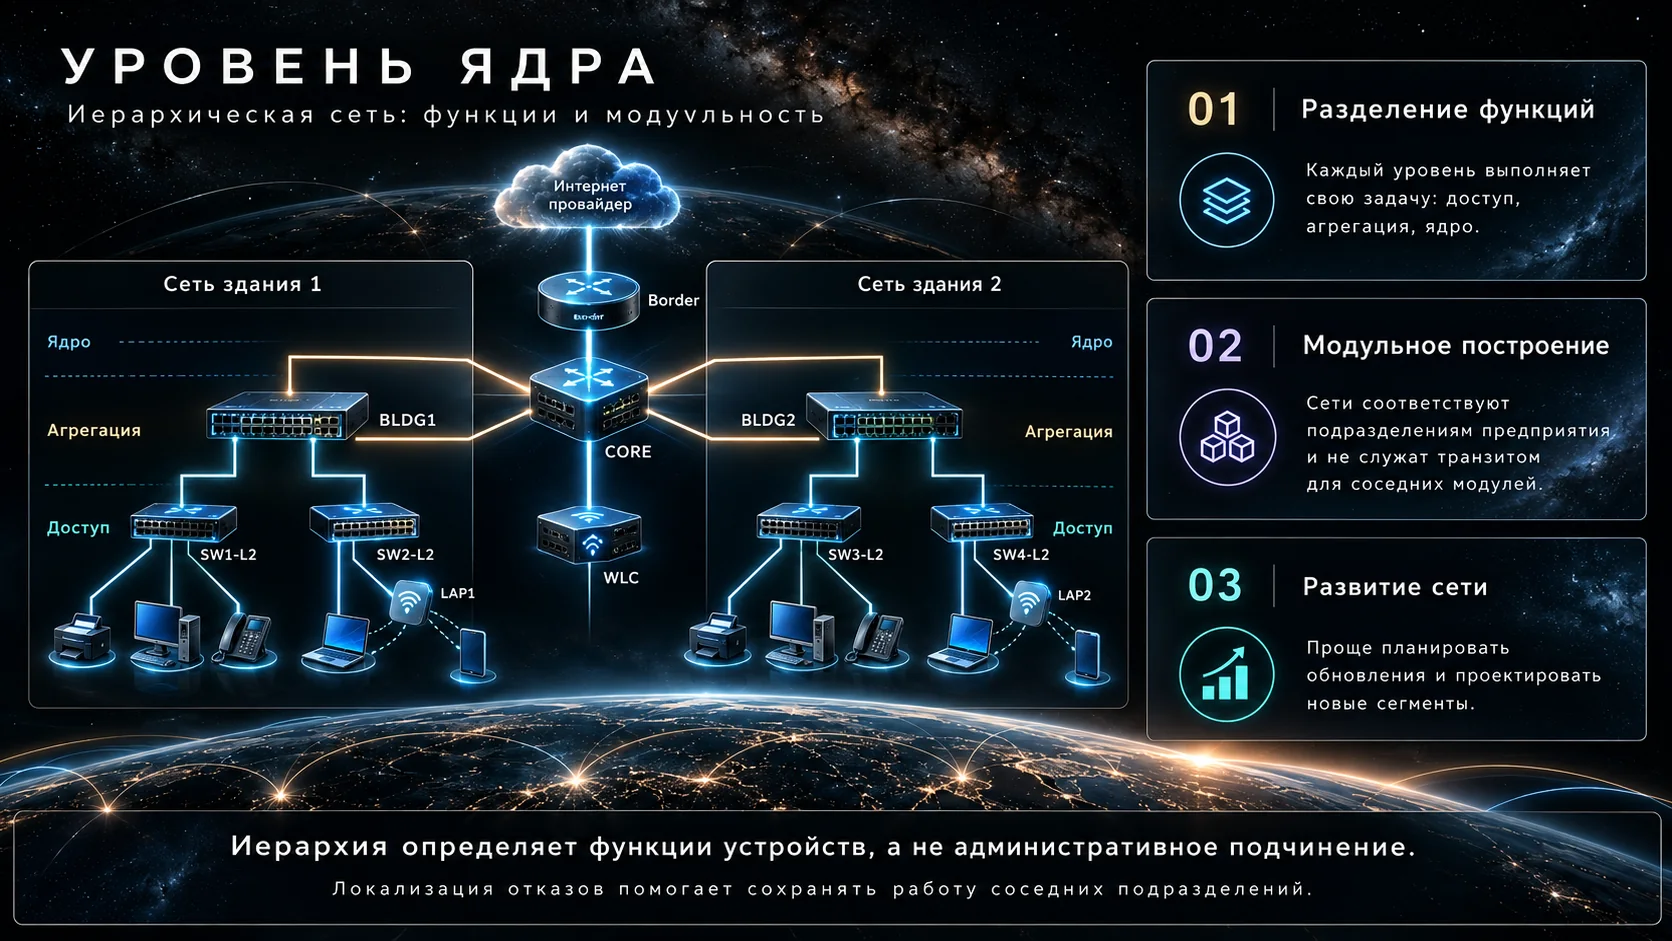 УРОВЕНЬ ЯДРА
Иерархическая сеть: функции и модуvльность
Интернет
провайдер
Border
Сеть здания 1
Ядро
Агрегация
Доступ
BLDG1
SW1-L2
SW2-L2
LAP1
CORE
WLC
Сеть здания 2
Ядро
Агрегация
Доступ
BLDG2
SW3-L2
SW4-L2
LAP2
01
Разделение функций
Каждый уровень выполняет
свою задачу: доступ,
агрегация, ядро.
02
Модульное построение
Сети соответствуют
подразделениям предприятия
и не служат транзитом
для соседних модулей.
03
Развитие сети
Проще планировать
обновления и проектировать
новые сегменты.
Иерархия определяет функции устройств, а не административное подчинение.
Локализация отказов помогает сохранять работу соседних подразделений.